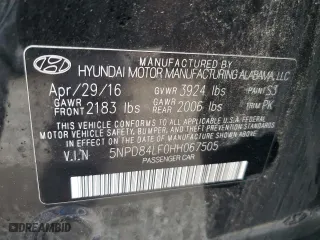 MANUFACTURED BY
HYUNDAI MOTOR MANUFACTURING ALABAMA, LLC
Apr/29/16 GVWR 3924 lbs PAINT S3
GAWR FRONT 2183 lbs GAWR REAR 2006 lbs TRIM PK
THIS VEHICLE CONFORMS TO ALL APPLICABLE U.S.A. FEDERAL
MOTOR VEHICLE SAFETY, BUMPER, AND THEFT PREVENTION
STANDARDS IN EFFECT ON THE DATE OF MANUFACTURE SHOWN ABOVE.
V.I.N 5NPD84LF0HH067505
PASSENGER CAR
A.DRIVE.RU